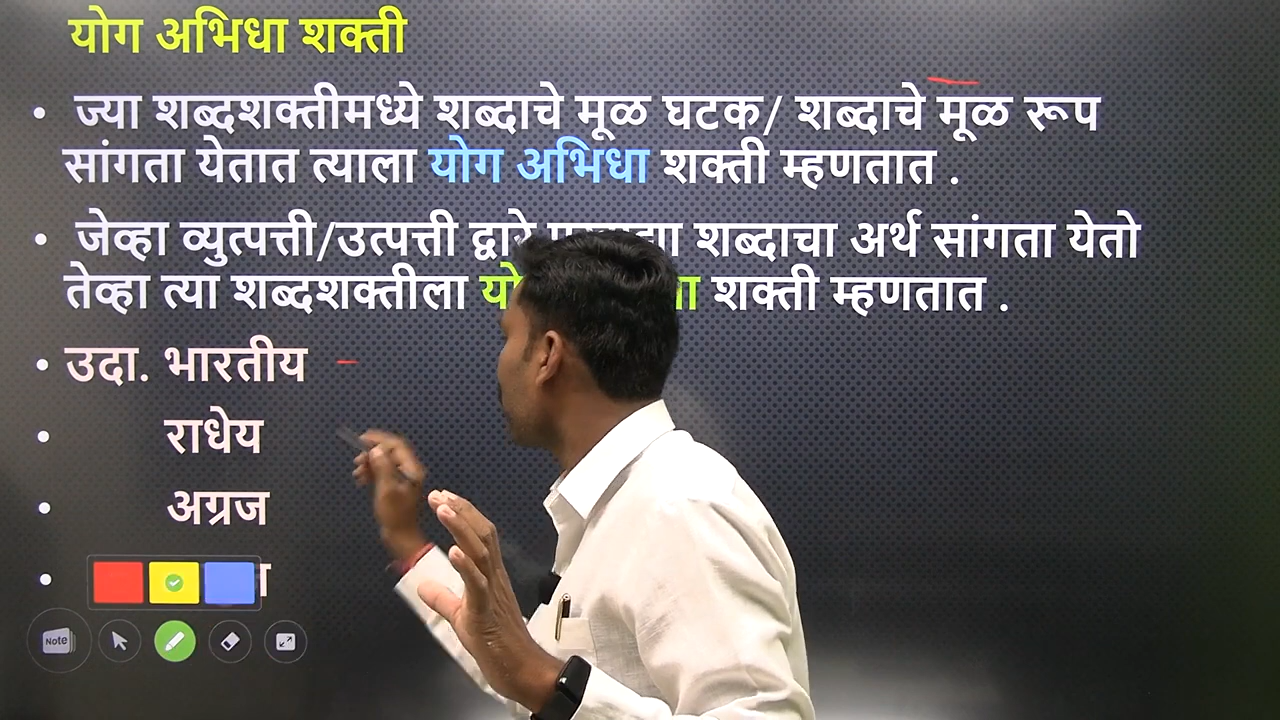 योग अभिधा शक्ती
• ज्या शब्दशक्तीमध्ये शब्दाचे मूळ घटक/ शब्दाचे मूळ रूप
सांगता येतात त्याला योग अभिधा शक्ती म्हणतात .
• जेव्हा व्युत्पत्ती/उत्पत्ती द्वारे शब्दाचा अर्थ सांगता येतो
तेव्हा त्या शब्दशक्तीला शक्ती म्हणतात .
• उदा. भारतीय
• राधेय
• अग्रज
•
Note